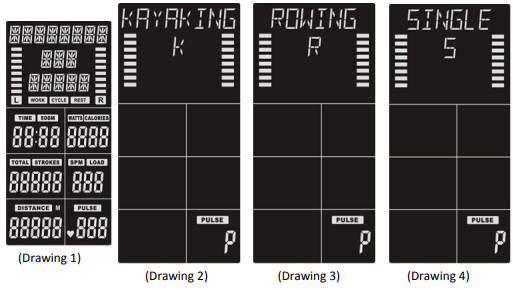 L WORK CYCLE REST R
TIME 500M WATTS CALORIES
88:88 8888
TOTAL STROKES SPM LOAD
88888 888
DISTANCE M PULSE
88888 888
(Drawing 1)
KAYAKING
K
PULSE
P
(Drawing 2)
ROWING
R
PULSE
P
(Drawing 3)
SINGLE
S
PULSE
P
(Drawing 4)